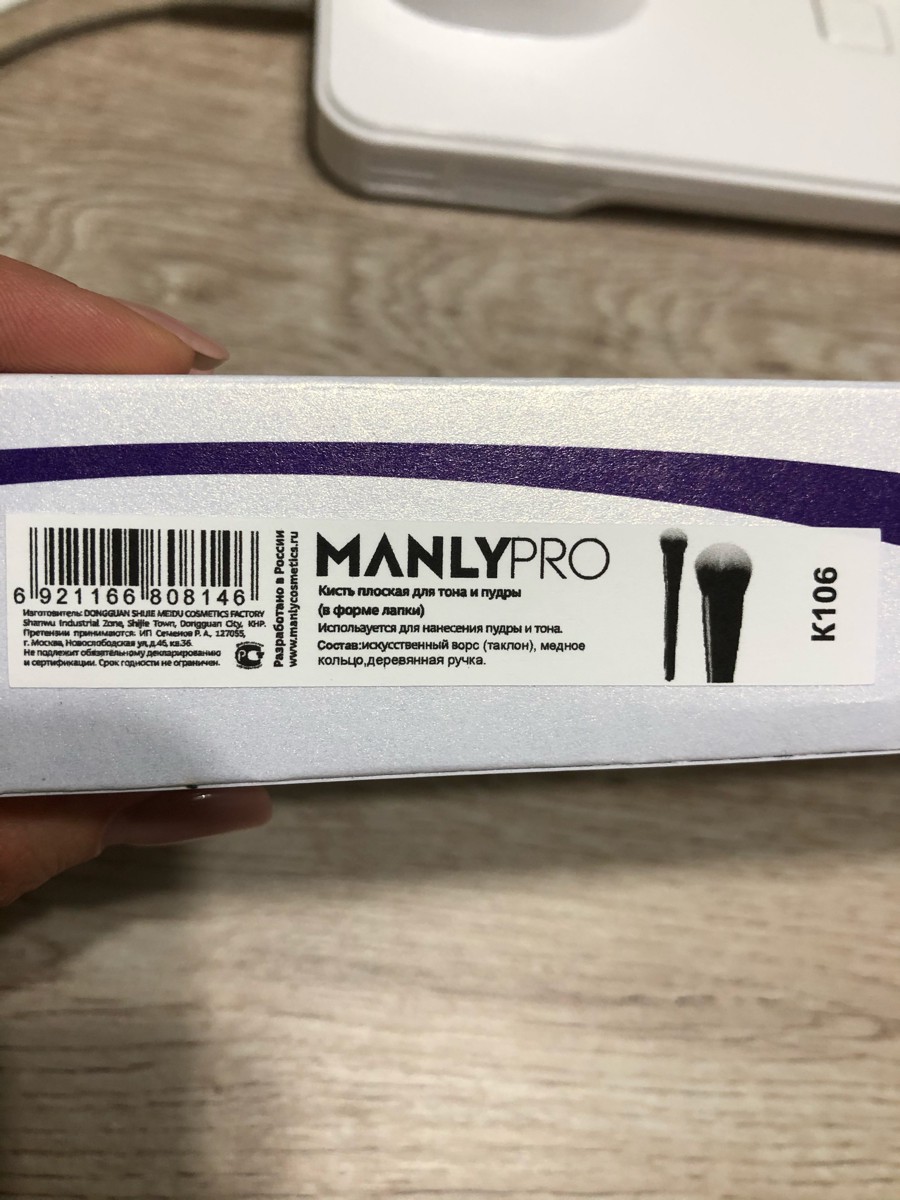 6 921166 808146
Изготовитель: DONGGUAN SHIJIE MEIDU COSMETICS FACTORY
Shanwu Industrial Zone, Shijie Town, Dongguan City, КНР.
Претензии принимаются: ИП Семенов Р. А., 127055,
г. Москва, Новослободская ул,д.46, кв.36.
Не подлежит обязательному декларированию
и сертификации. Срок годности не ограничен.
РСТ
Разработано в России
www.manlycosmetics.ru
MANLYPRO
Кисть плоская для тона и пудры
(в форме лапки)
Используется для нанесения пудры и тона.
Состав:искусственный ворс (таклон), медное
кольцо,деревянная ручка.
K106